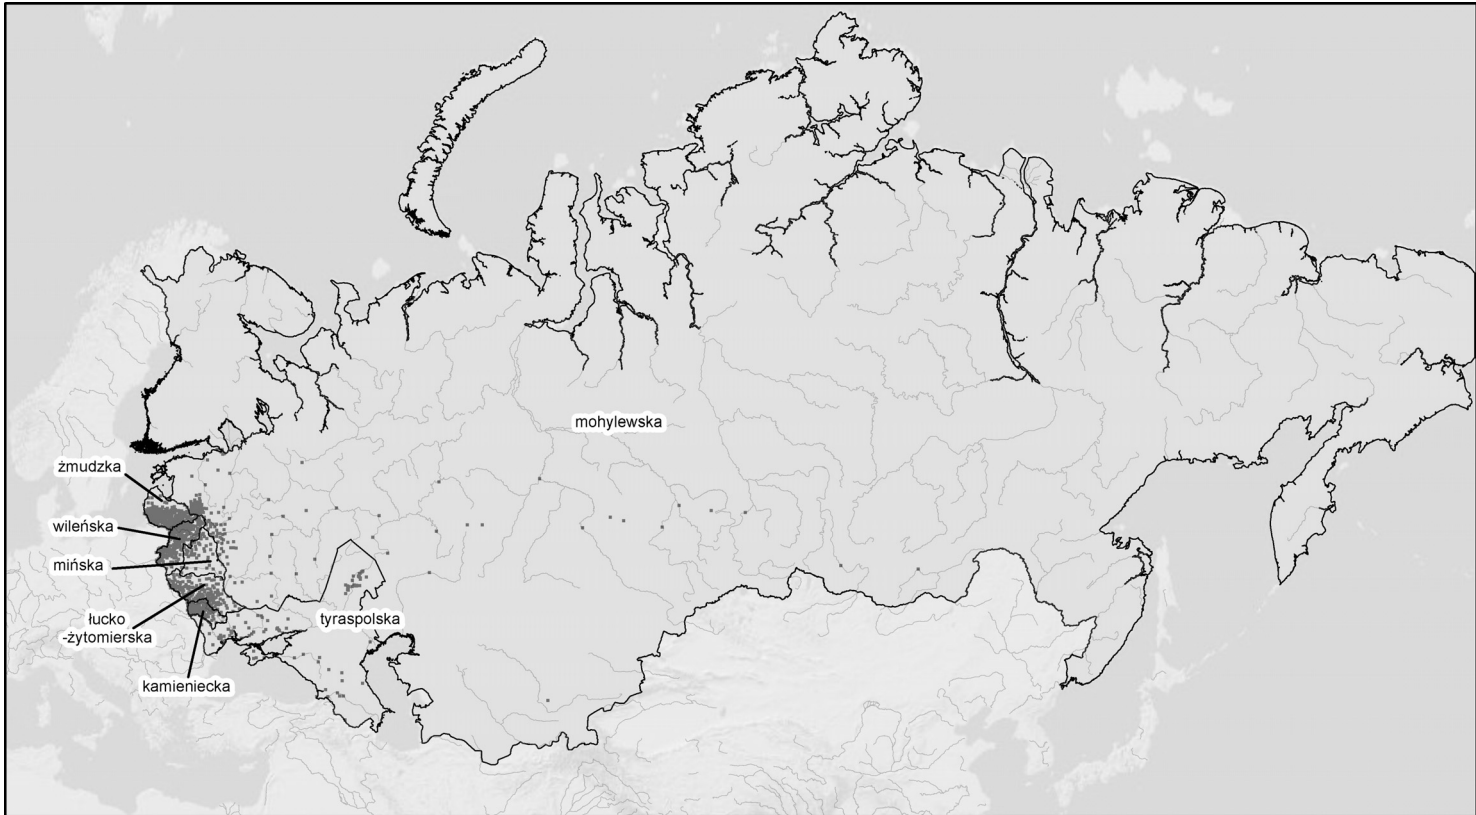 mohylewska
żmudzka
wileńska
mińska
łucko
-żytomierska
tyraspolska
kamieniecka